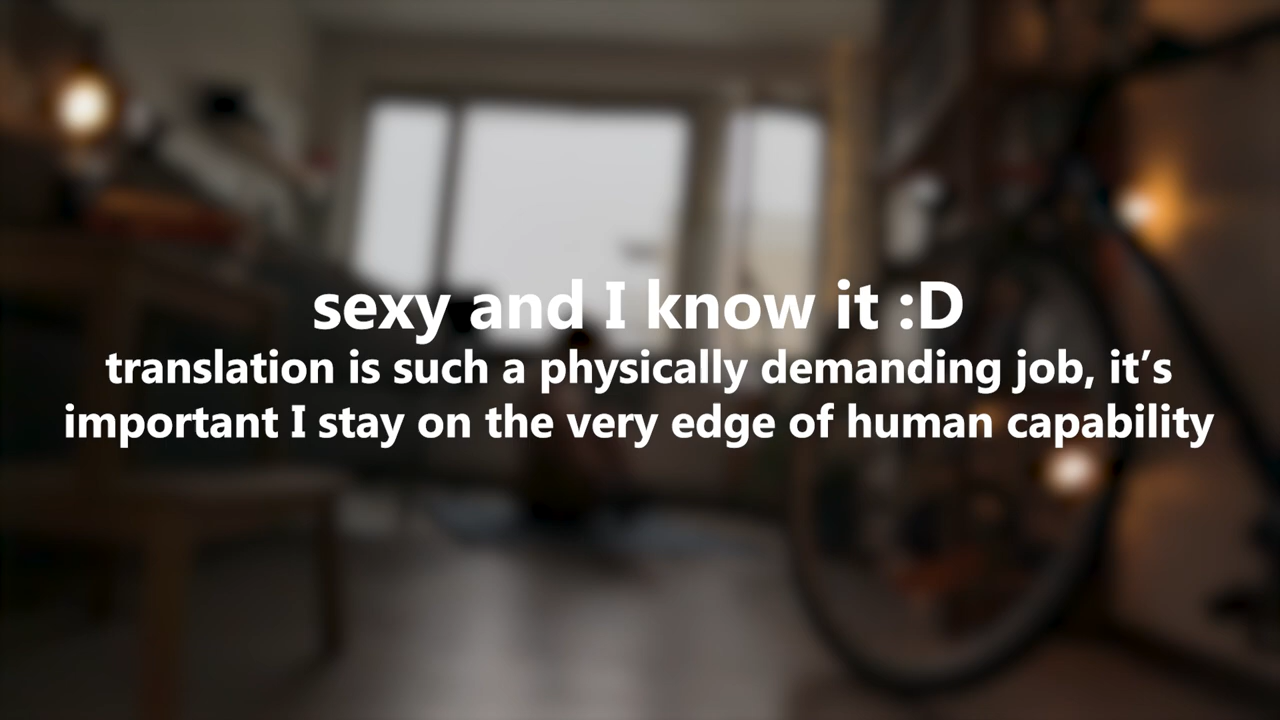 sexy and I know it :D
translation is such a physically demanding job, it’s
important I stay on the very edge of human capability